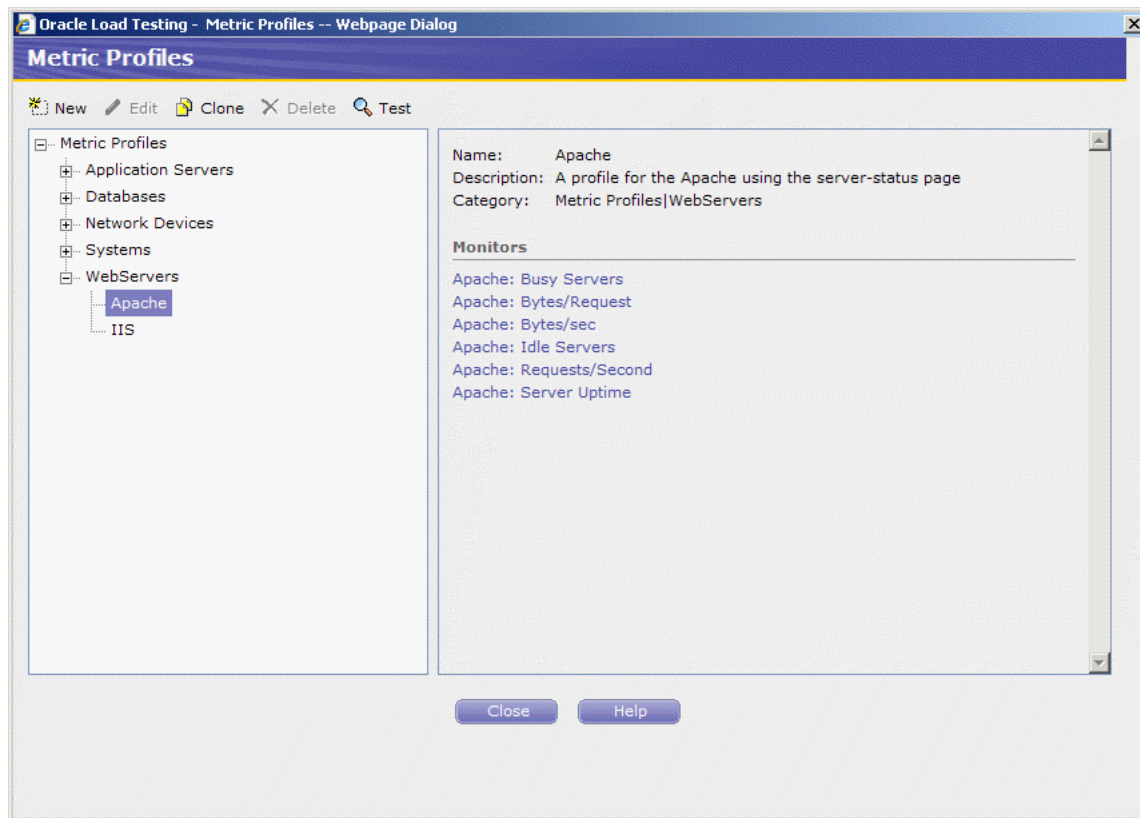 Oracle Load Testing - Metric Profiles -- Webpage Dialog
Metric Profiles
New Edit Clone Delete Test
Metric Profiles
Application Servers
Databases
Network Devices
Systems
WebServers
Apache
IIS
Name: Apache
Description: A profile for the Apache using the server-status page
Category: Metric Profiles|WebServers
Monitors
Apache: Busy Servers
Apache: Bytes/Request
Apache: Bytes/sec
Apache: Idle Servers
Apache: Requests/Second
Apache: Server Uptime
Close Help